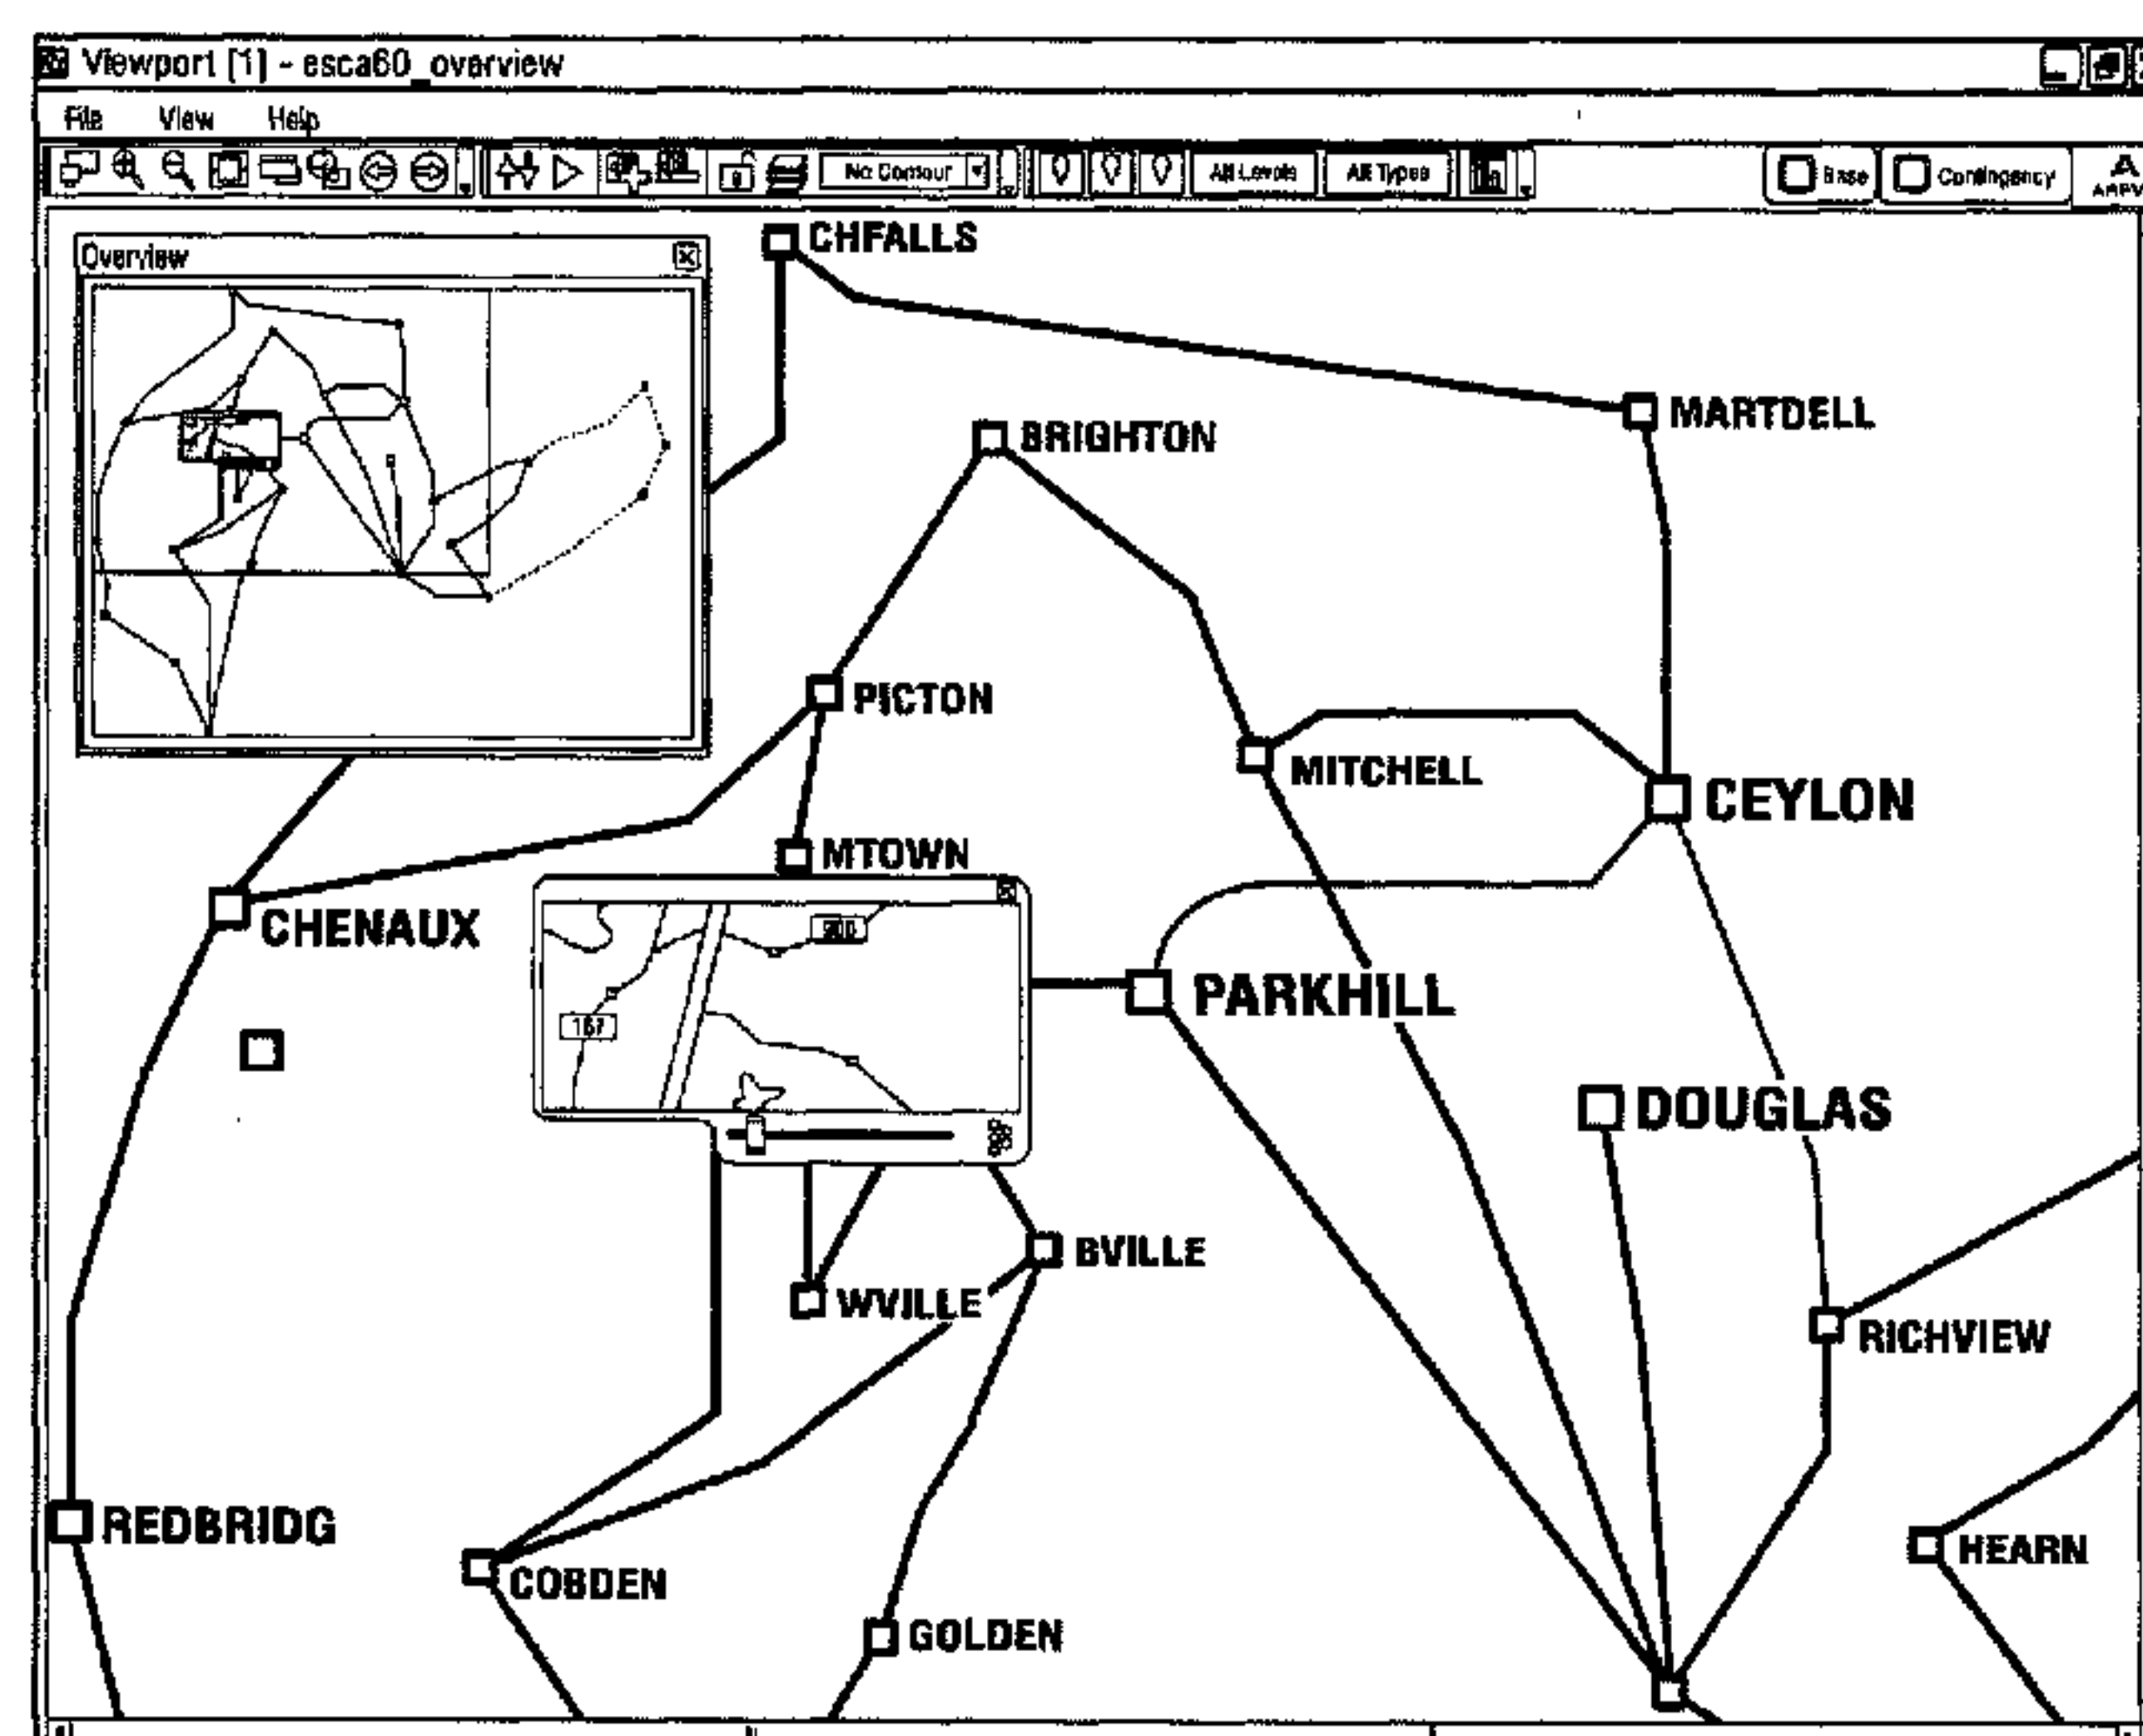 Viewport [1] - esca60_overview
File View Help
No Contour All Levels All Types Base Contingency
Overview
CHFALLS
MARTDELL
BRIGHTON
PICTON
MITCHELL
CEYLON
MTOWN
CHENAUX
PARKHILL
167
DOUGLAS
BVILLE
WVILLE
RICHVIEW
REDBRIDG
HEARN
COBDEN
GOLDEN